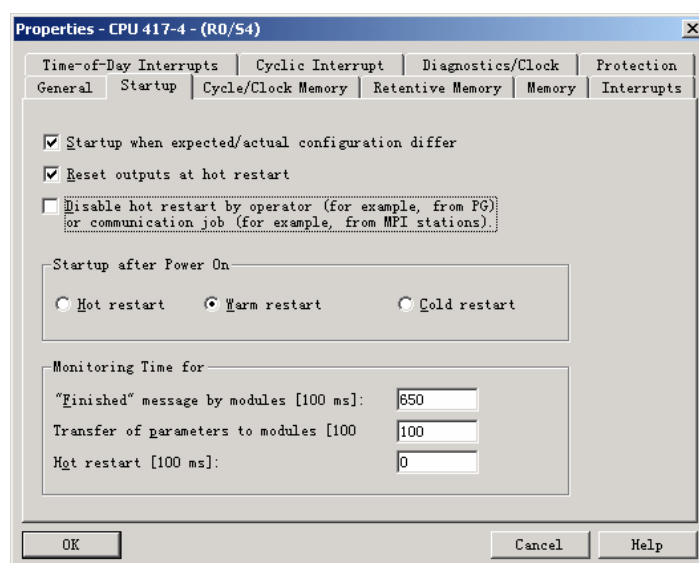 Properties - CPU 417-4 - (R0/S4)
Time-of-Day Interrupts Cyclic Interrupt Diagnostics/Clock Protection
General Startup Cycle/Clock Memory Retentive Memory Memory Interrupts
Startup when expected/actual configuration differ
Reset outputs at hot restart
Disable hot restart by operator (for example, from PG)
or communication job (for example, from MPI stations).
Startup after Power On
Hot restart Warm restart Cold restart
Monitoring Time for
"Finished" message by modules [100 ms]: 650
Transfer of parameters to modules [100 100
Hot restart [100 ms]: 0
OK Cancel Help